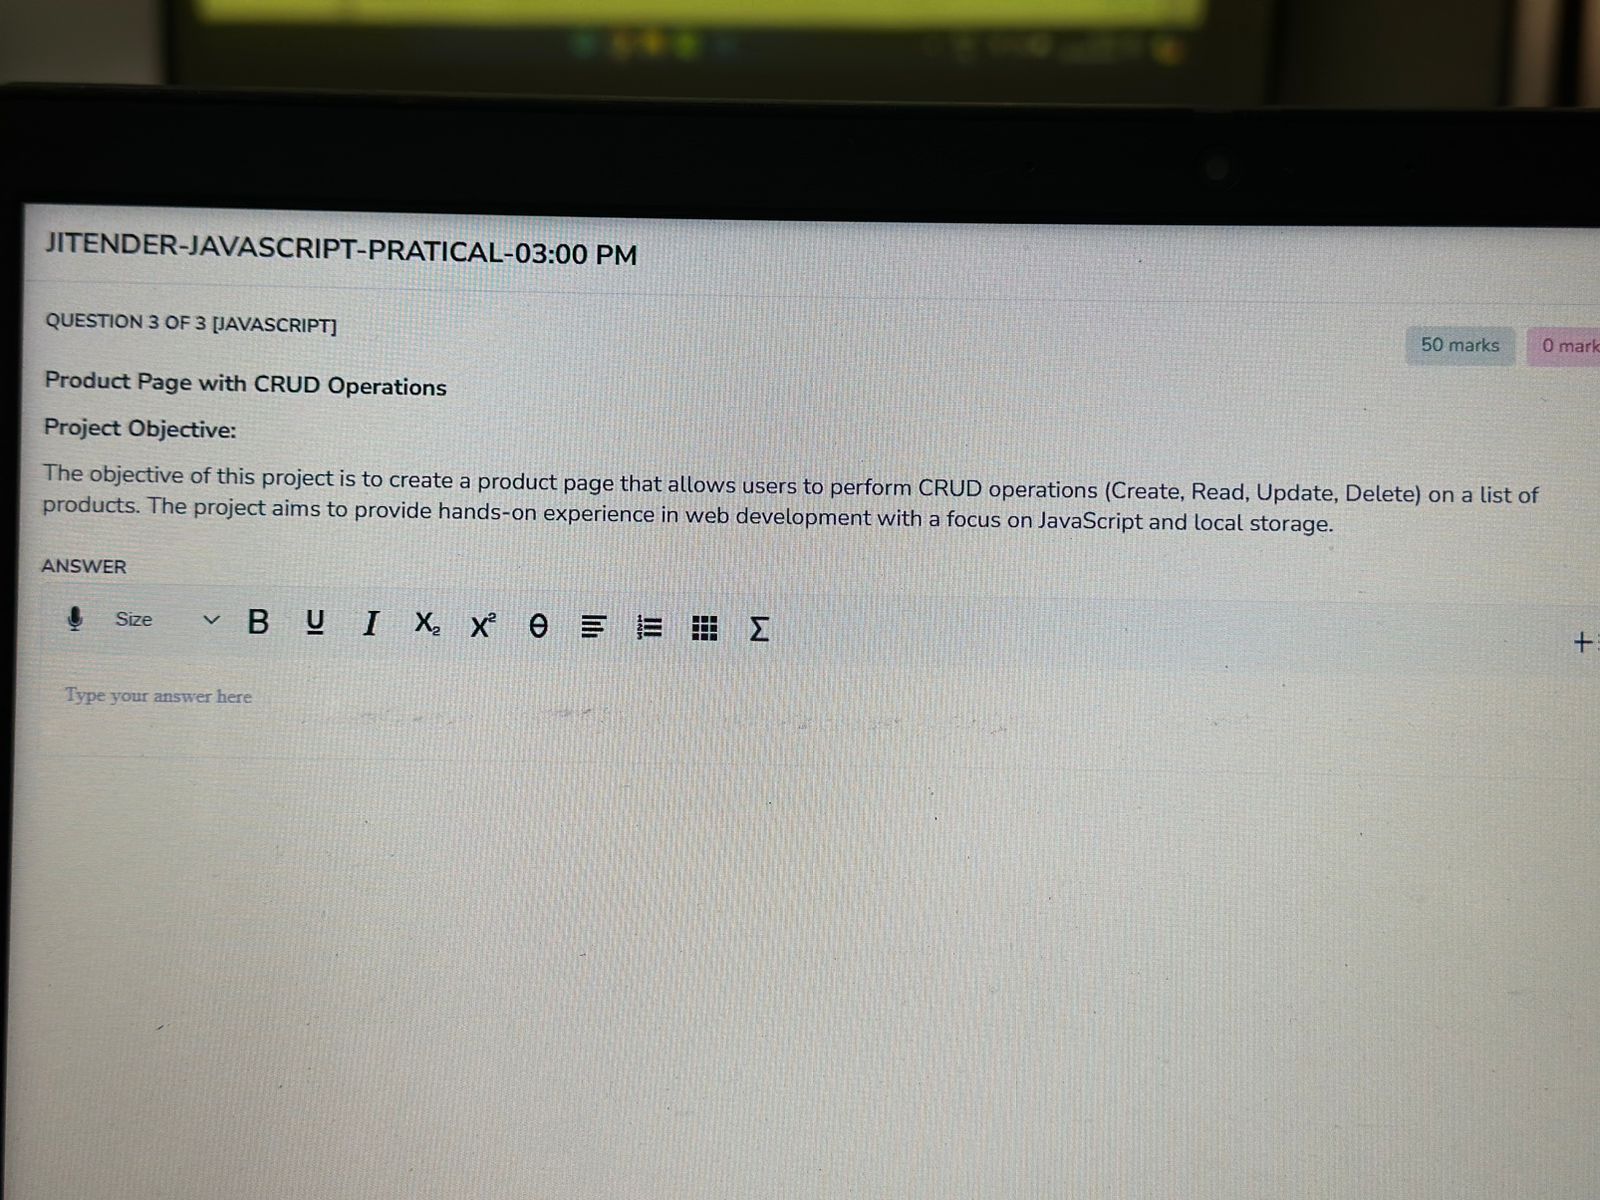 JITENDER-JAVASCRIPT-PRATICAL-03:00 PM
QUESTION 3 OF 3 [JAVASCRIPT]
50 marks
0 mark
Product Page with CRUD Operations
Project Objective:
The objective of this project is to create a product page that allows users to perform CRUD operations (Create, Read, Update, Delete) on a list of
products. The project aims to provide hands-on experience in web development with a focus on JavaScript and local storage.
ANSWER
Size B U I X₂ X² Θ Σ +
Type your answer here